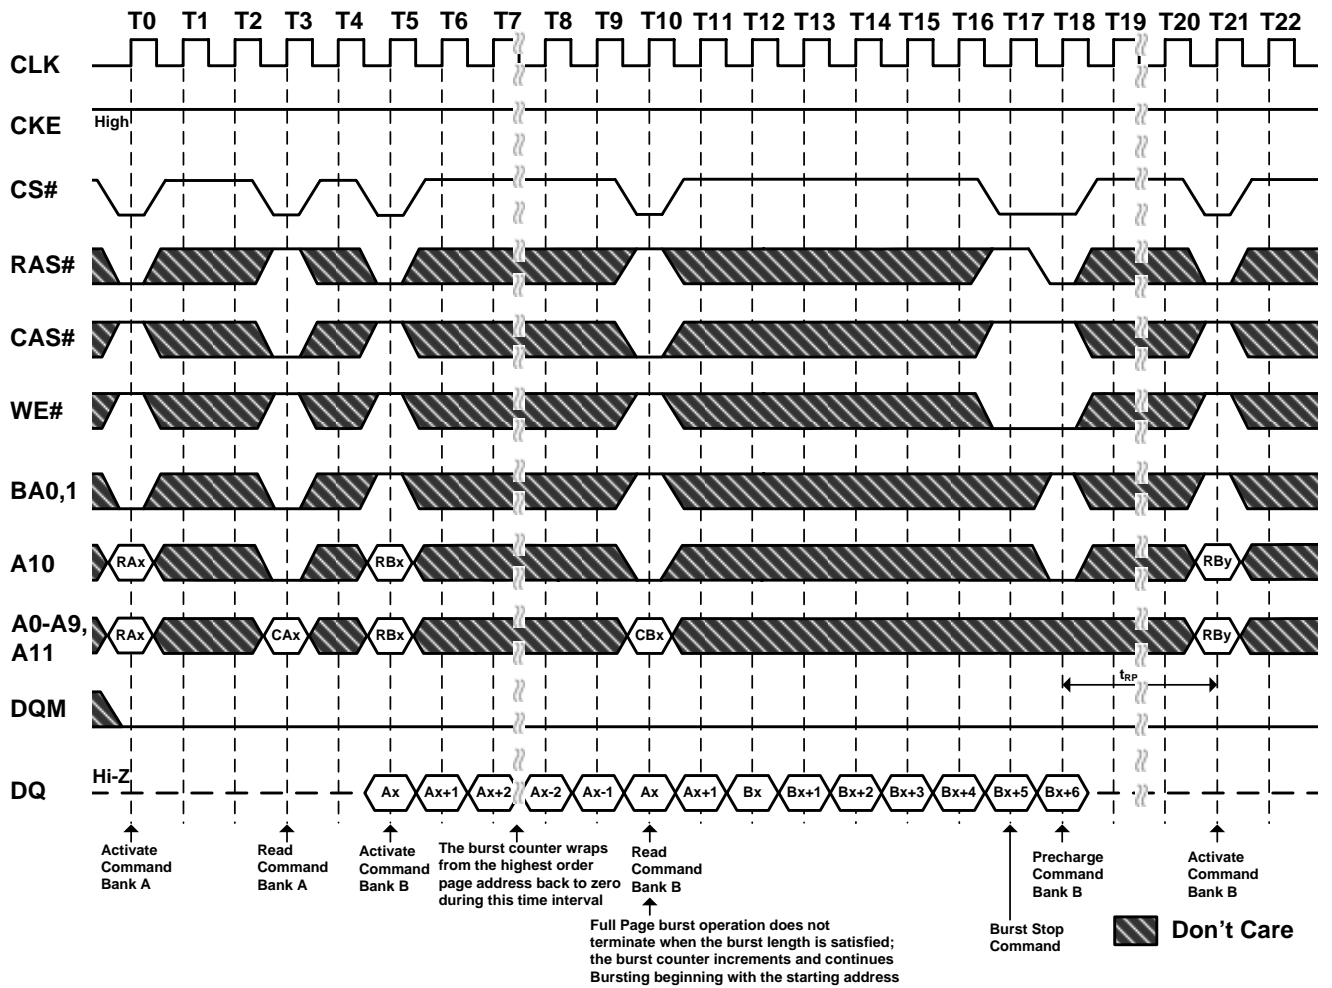 T0 T1 T2 T3 T4 T5 T6 T7 T8 T9 T10 T11 T12 T13 T14 T15 T16 T17 T18 T19 T20 T21 T22
CLK
CKE High
CS#
RAS#
CAS#
WE#
BA0,1
A10 RAx RBx RBy
A0-A9,
A11
RAx CAx RBx CBx RBy
tRP
DQM
DQ Hi-Z Ax Ax+1 Ax+2 Ax-2 Ax-1 Ax Ax+1 Bx Bx+1 Bx+2 Bx+3 Bx+4 Bx+5 Bx+6
Activate
Command
Bank A
Read
Command
Bank A
Activate
Command
Bank B
The burst counter wraps
from the highest order
page address back to zero
during this time interval
Read
Command
Bank B
Full Page burst operation does not
terminate when the burst length is satisfied;
the burst counter increments and continues
Bursting beginning with the starting address
Burst Stop
Command
Precharge
Command
Bank B
Activate
Command
Bank B
Don't Care